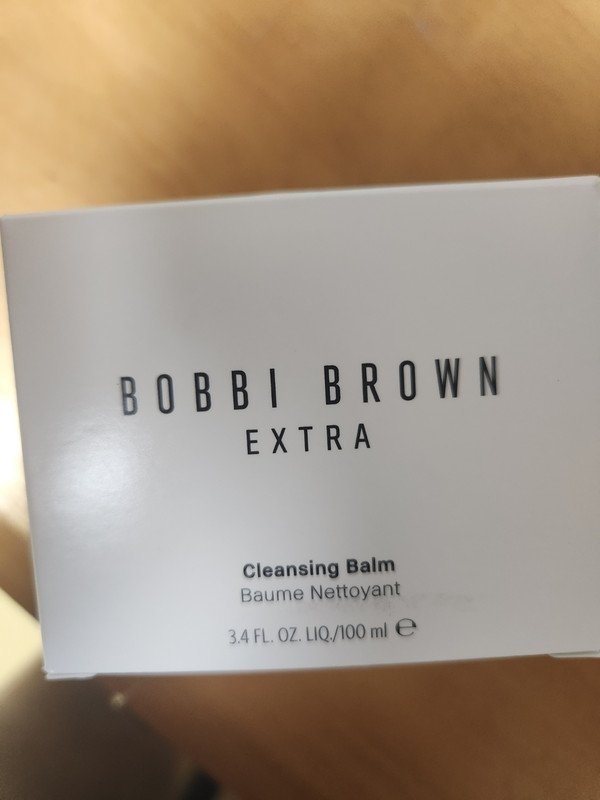 BOBBI BROWN
EXTRA
Cleansing Balm
Baume Nettoyant
3.4 FL. OZ. LIQ./100 ml ℮